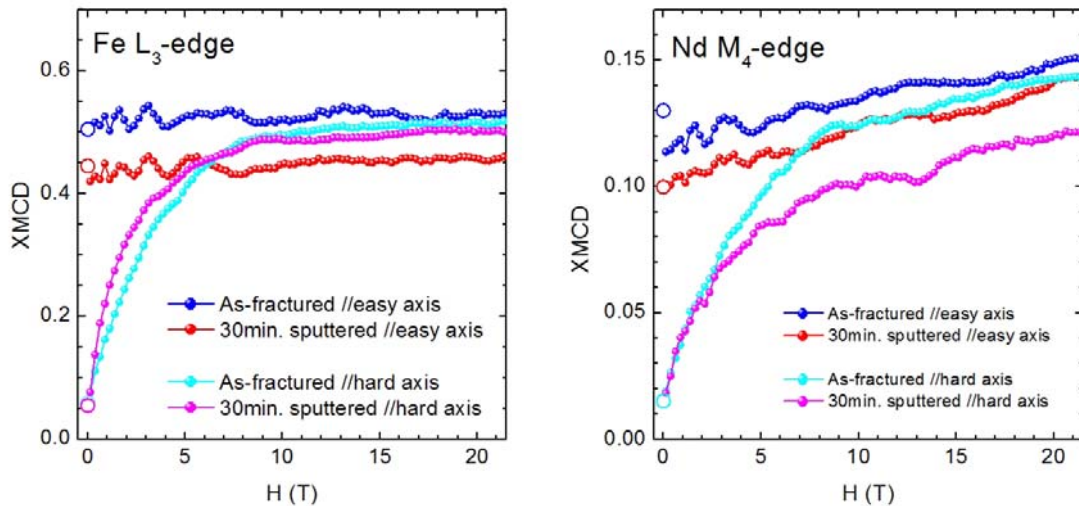 Fe L3-edge
0.6
0.4
0.2
0.0
XMCD
As-fractured //easy axis
30min. sputtered //easy axis
As-fractured //hard axis
30min. sputtered //hard axis
0 5 10 15 20
H (T)
Nd M4-edge
0.15
0.10
0.05
0.00
XMCD
As-fractured //easy axis
30min. sputtered //easy axis
As-fractured //hard axis
30min. sputtered //hard axis
0 5 10 15 20
H (T)